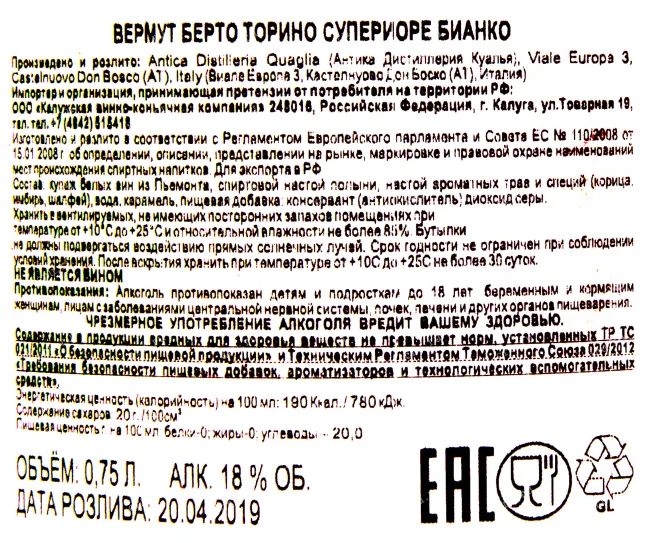 ВЕРМУТ БЕРТО ТОРИНО СУПЕРИОРЕ БИАНКО
Произведено и розлито: Antica Distilleria Quaglia (Антика Дистиллерия Куалья), Viale Europa 3,
Castelnuovo Don Bosco (AT), Italy (Виале Европа 3, Кастелнуово Дон Боско (АТ), Италия)
Импортер и организация, принимающая претензии от потребителя на территории РФ:
ООО «Калужская винно-коньячная компания» 248016, Российская Федерация, г. Калуга, ул.Товарная 19,
тел. тел.+7(4842)518418
Изготовлено и разлито в соответствии с Регламентом Европейского парламента и Совета ЕС № 110/2008 от
15.01.2008 г. об определении, описании, представлении на рынке, маркировке и правовой охране наименований
мест происхождения спиртных напитков. Для экспорта в РФ
Состав: купаж белых вин из Пьемонта, спиртовой настой полыни, настой ароматных трав и специй (корица,
имбирь, шалфей), вода, карамель, пищевая добавка: консервант (антиокислитель) диоксид серы.
Хранить в вентилируемых, не имеющих посторонних запахов помещениях при
температуре от +10°С до +25°С и относительной влажности не более 85%. Бутылки
не должны подвергаться воздействию прямых солнечных лучей. Срок годности не ограничен при соблюдении
условий хранения. После вскрытия хранить при температуре от +10С до +25С не более 30 суток.
НЕ ЯВЛЯЕТСЯ ВИНОМ
Противопоказания: Алкоголь противопоказан детям и подросткам до 18 лет, беременным и кормящим
женщинам, лицам с заболеваниями центральной нервной системы, почек, печени и других органов пищеварения.
ЧРЕЗМЕРНОЕ УПОТРЕБЛЕНИЕ АЛКОГОЛЯ ВРЕДИТ ВАШЕМУ ЗДОРОВЬЮ.
Содержание в продукции вредных для здоровья веществ не превышает норм, установленных ТР ТС
021/2011 «О безопасности пищевой продукции» и Техническим Регламентом Таможенного Союза 029/2012
«Требования безопасности пищевых добавок, ароматизаторов и технологических вспомогательных
средств».
Энергетическая ценность (калорийность) на 100 мл: 190 Ккал./ 780 кДж.
Содержание сахаров: 20 г./100см³
Пищевая ценность г. на 100 мл: белки-0; жиры-0; углеводы - 20,0
ОБЪЁМ: 0,75 Л. АЛК. 18 % ОБ.
ДАТА РОЗЛИВА: 20.04.2019
EAC
GL